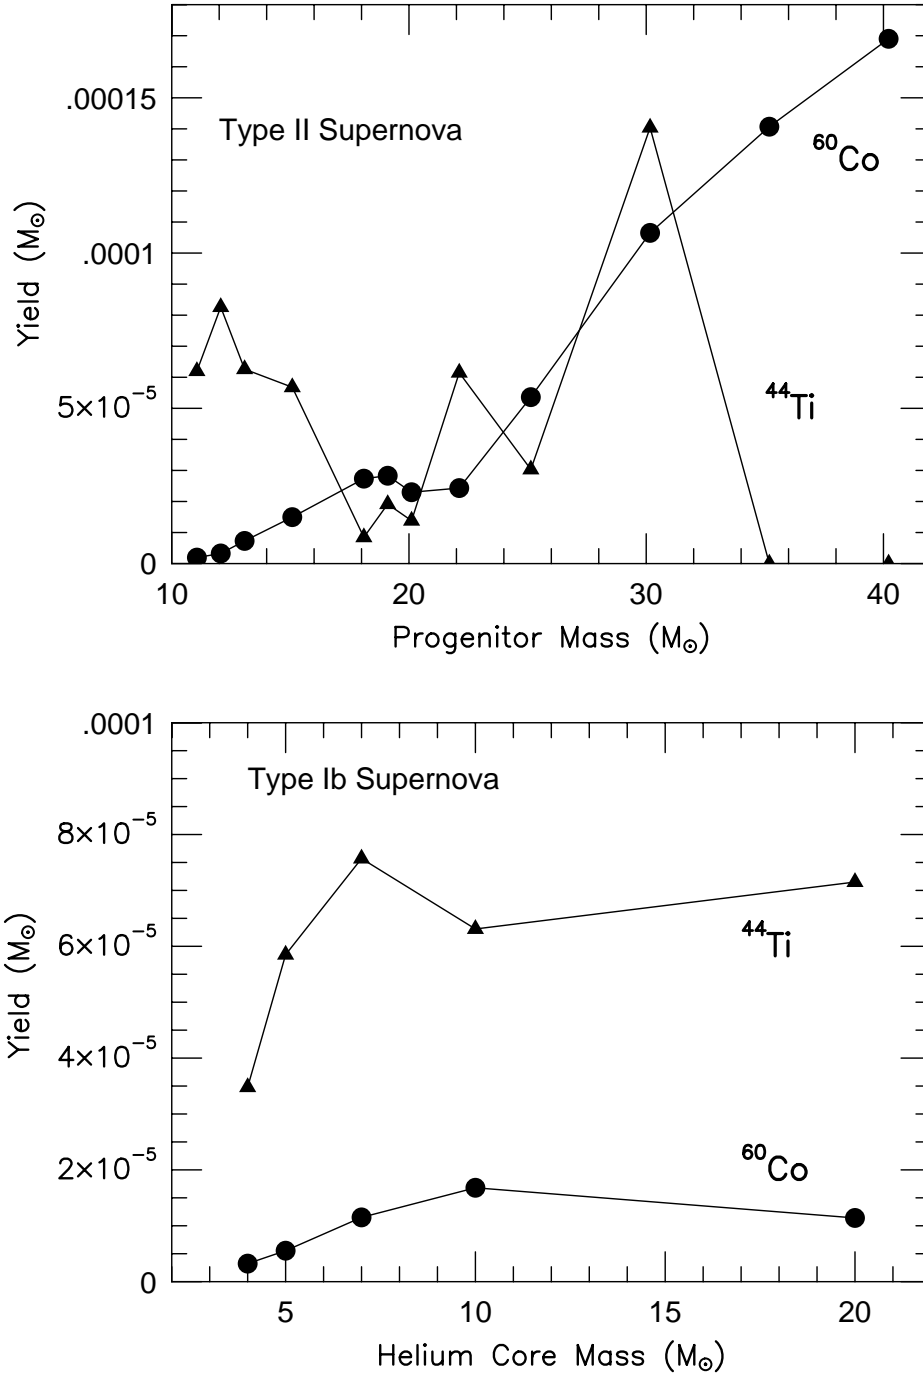 .00015
Type II Supernova
⁶⁰Co
.0001
Yield (M⊙)
⁴⁴Ti
5×10⁻⁵
0
10 20 30 40
Progenitor Mass (M⊙)
.0001
Type Ib Supernova
8×10⁻⁵
6×10⁻⁵
⁴⁴Ti
Yield (M⊙)
4×10⁻⁵
2×10⁻⁵
⁶⁰Co
0
5 10 15 20
Helium Core Mass (M⊙)